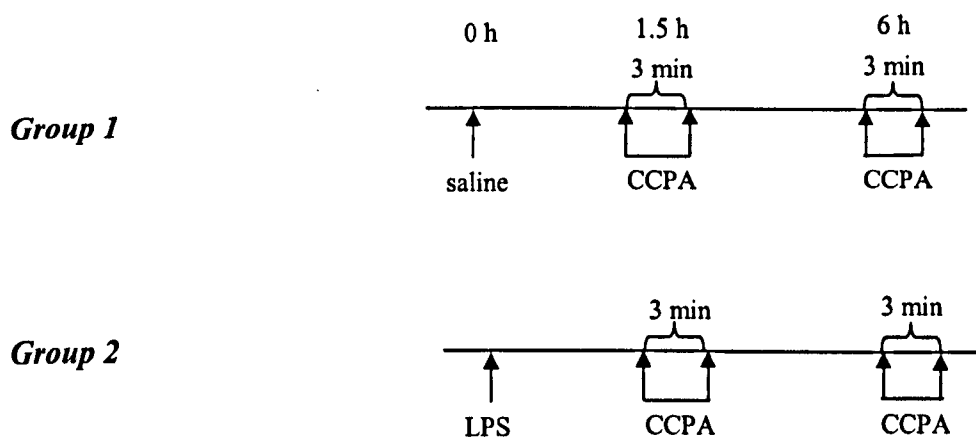 0 h 1.5 h 6 h
3 min 3 min
Group 1
saline CCPA CCPA
3 min 3 min
Group 2
LPS CCPA CCPA